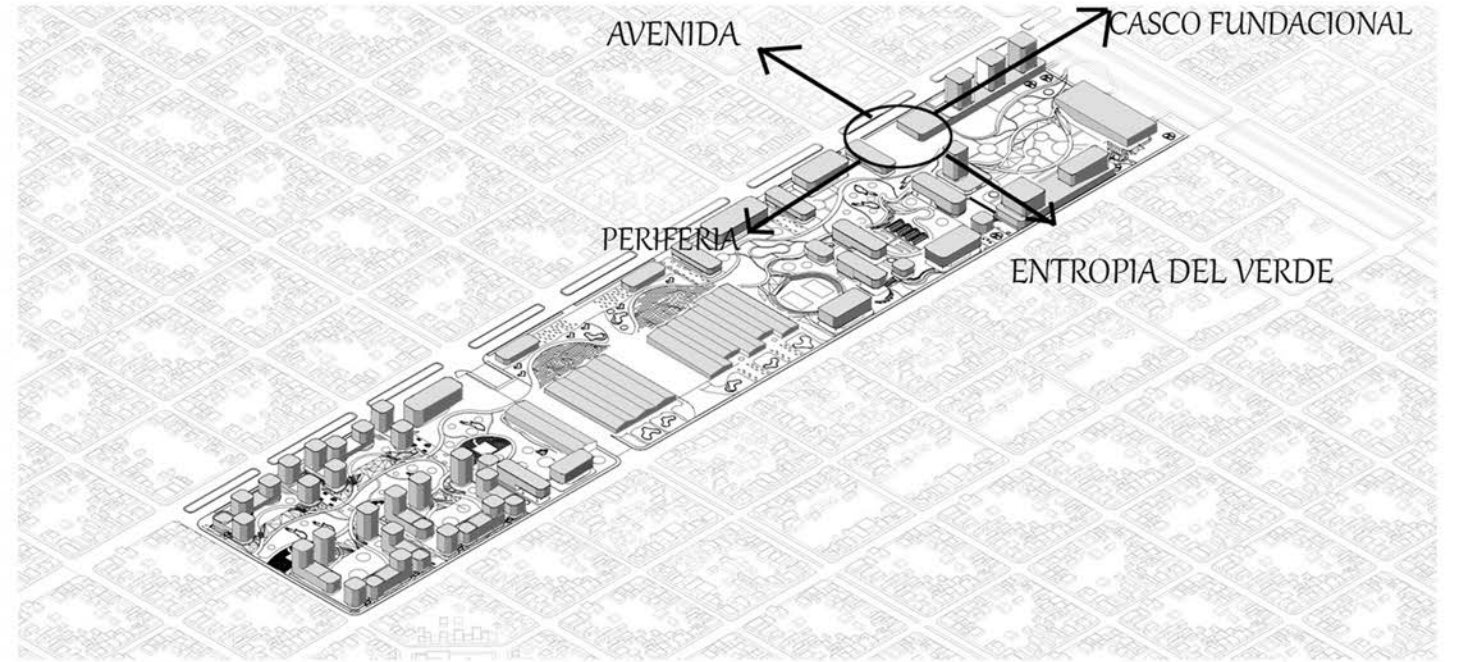 CASCO FUNDACIONAL
AVENIDA
PERIFERIA
ENTROPIA DEL VERDE